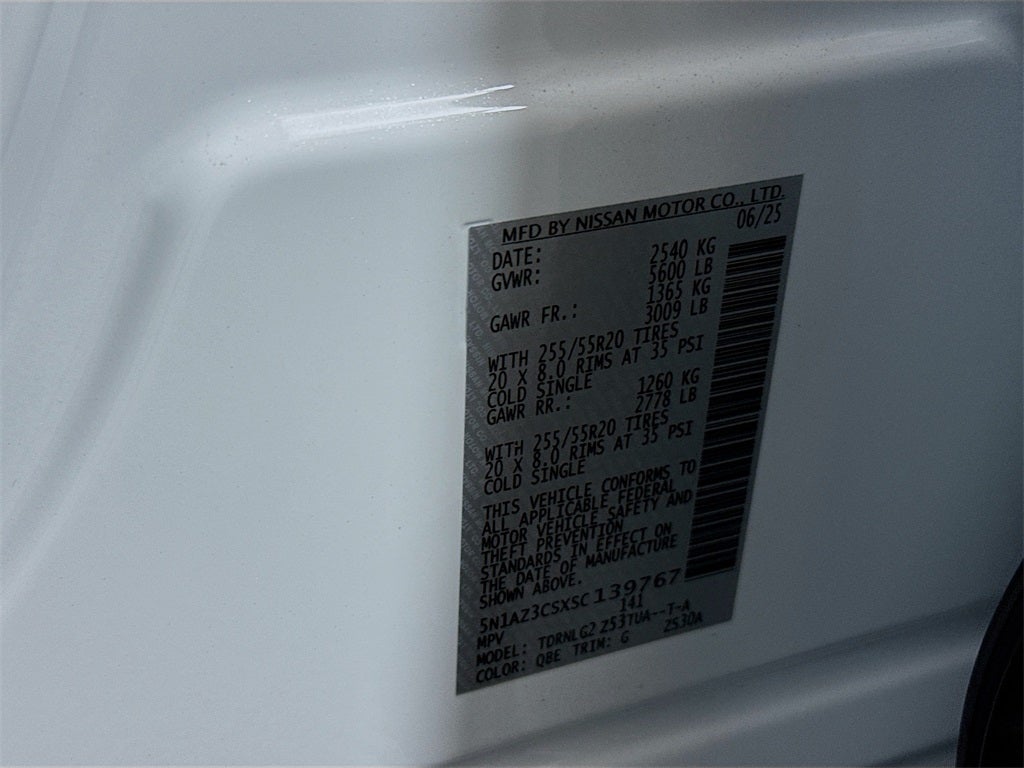 MFD BY NISSAN MOTOR CO., LTD.
DATE: 06/25
GVWR: 2540 KG
5600 LB
GAWR FR.: 1365 KG
3009 LB
WITH 255/55R20 TIRES
20 X 8.0 RIMS AT 35 PSI
COLD SINGLE
GAWR RR.: 1260 KG
2778 LB
WITH 255/55R20 TIRES
20 X 8.0 RIMS AT 35 PSI
COLD SINGLE
THIS VEHICLE CONFORMS TO
ALL APPLICABLE FEDERAL
MOTOR VEHICLE SAFETY AND
THEFT PREVENTION
STANDARDS IN EFFECT ON
THE DATE OF MANUFACTURE
SHOWN ABOVE.
5N1AZ3CSXSC139767
MPV 141
MODEL: TDRNLG2 Z53TUA--T-A
COLOR: QBE TRIM: G Z530A